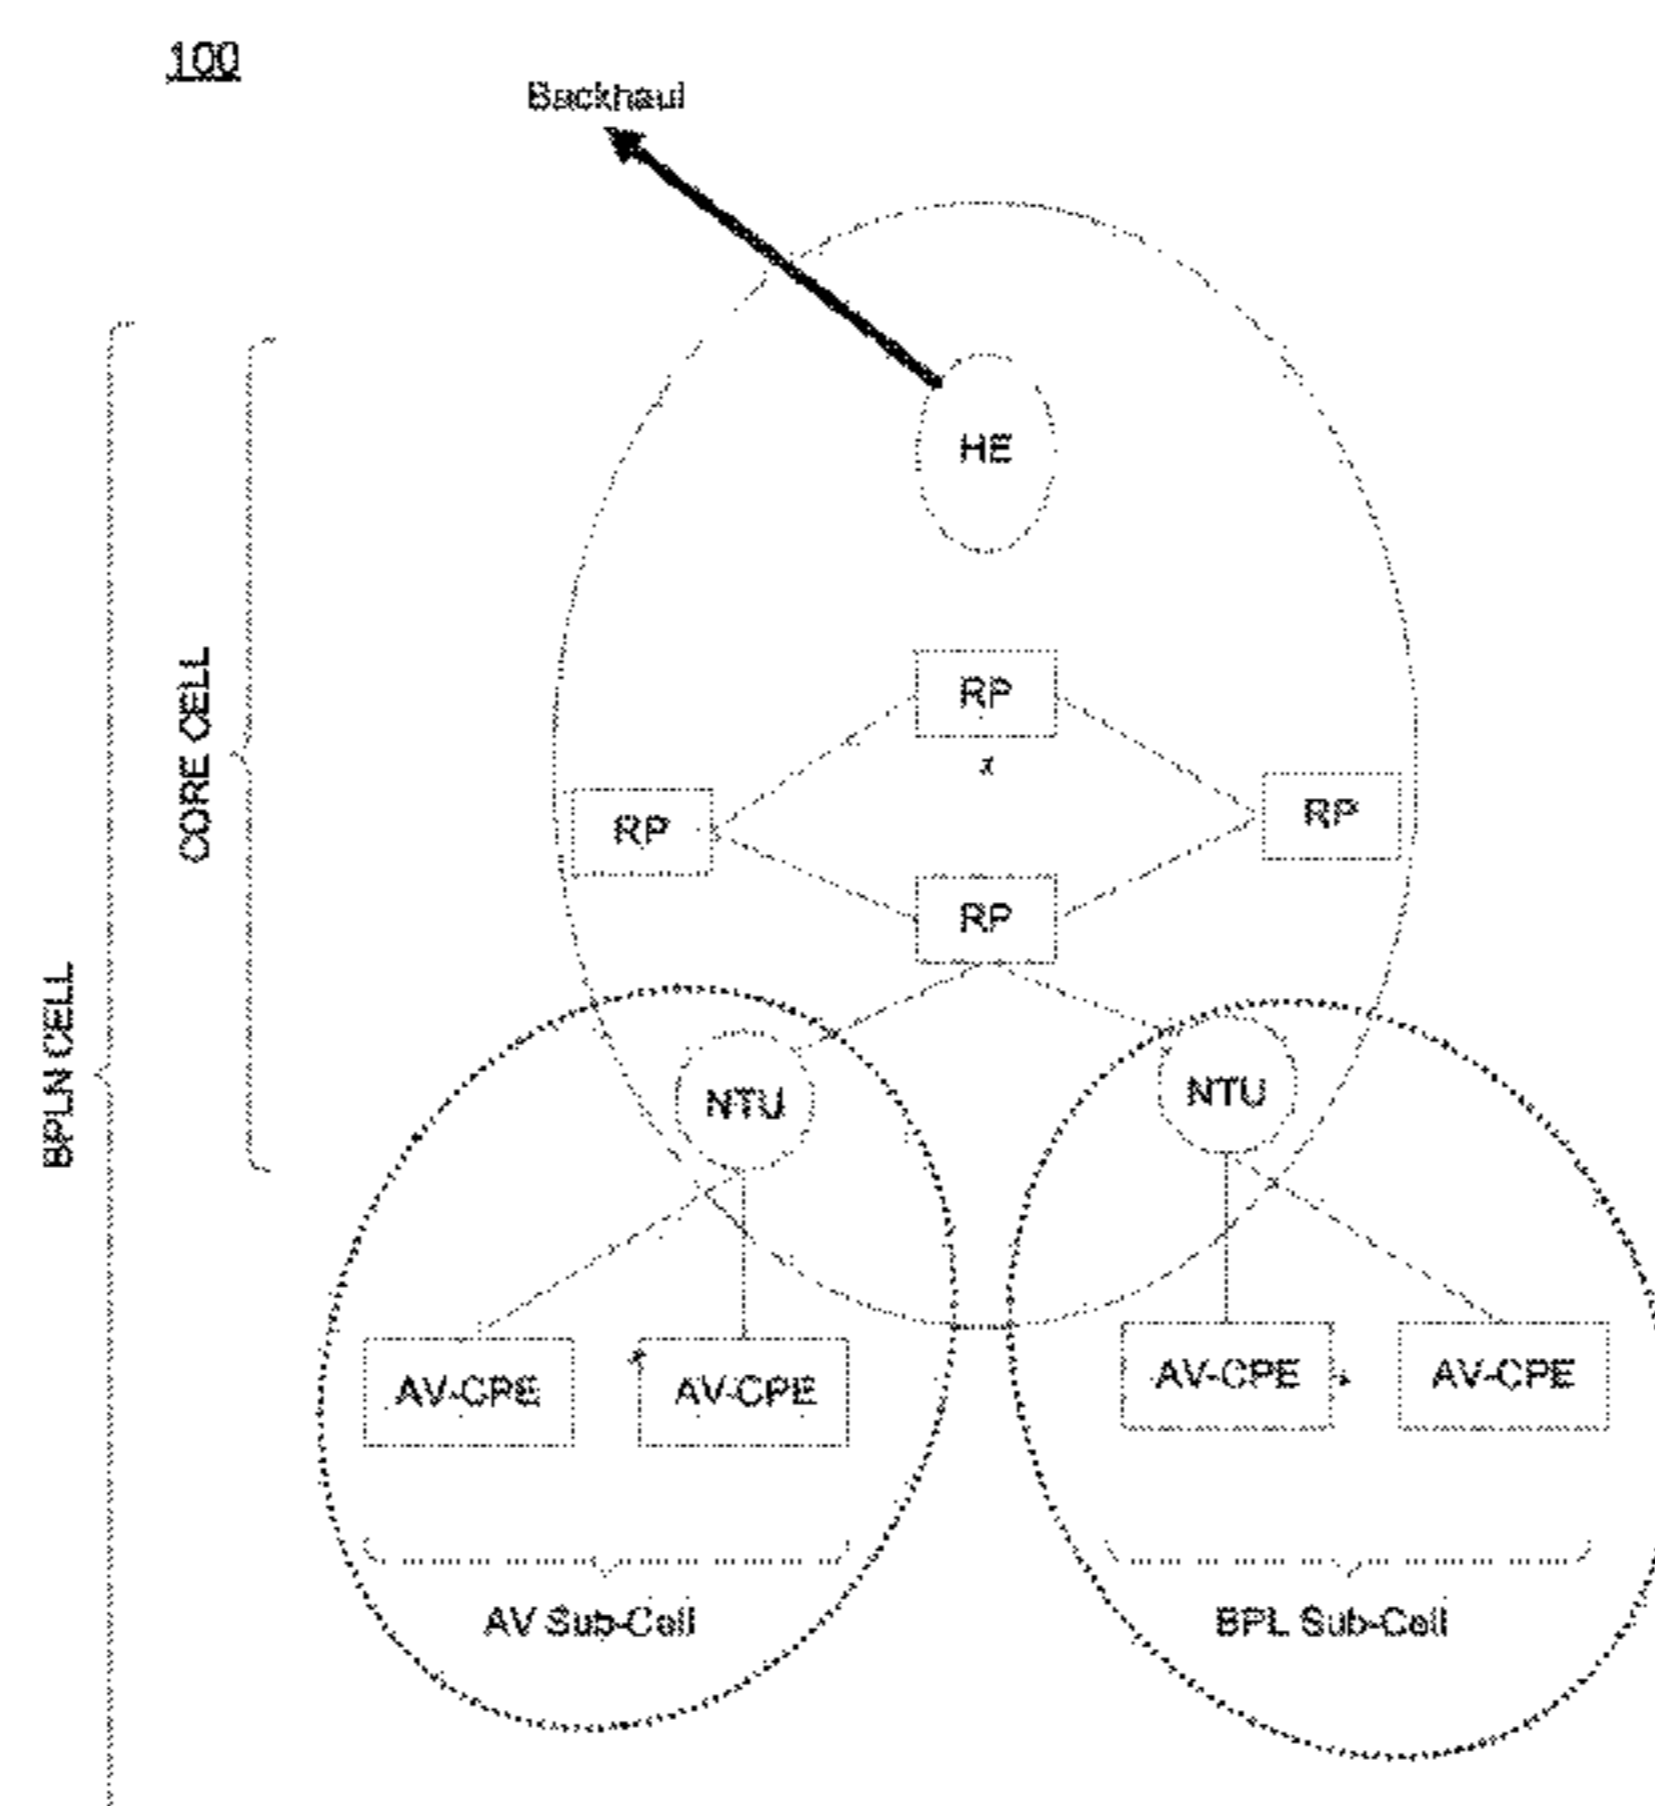 100
Backhaul
HE
RP
RP
RP
RP
CORE CELL
BPLN CELL
NTU
NTU
AV-CPE
AV-CPE
AV-CPE
AV-CPE
AV Sub-Cell
BPL Sub-Cell